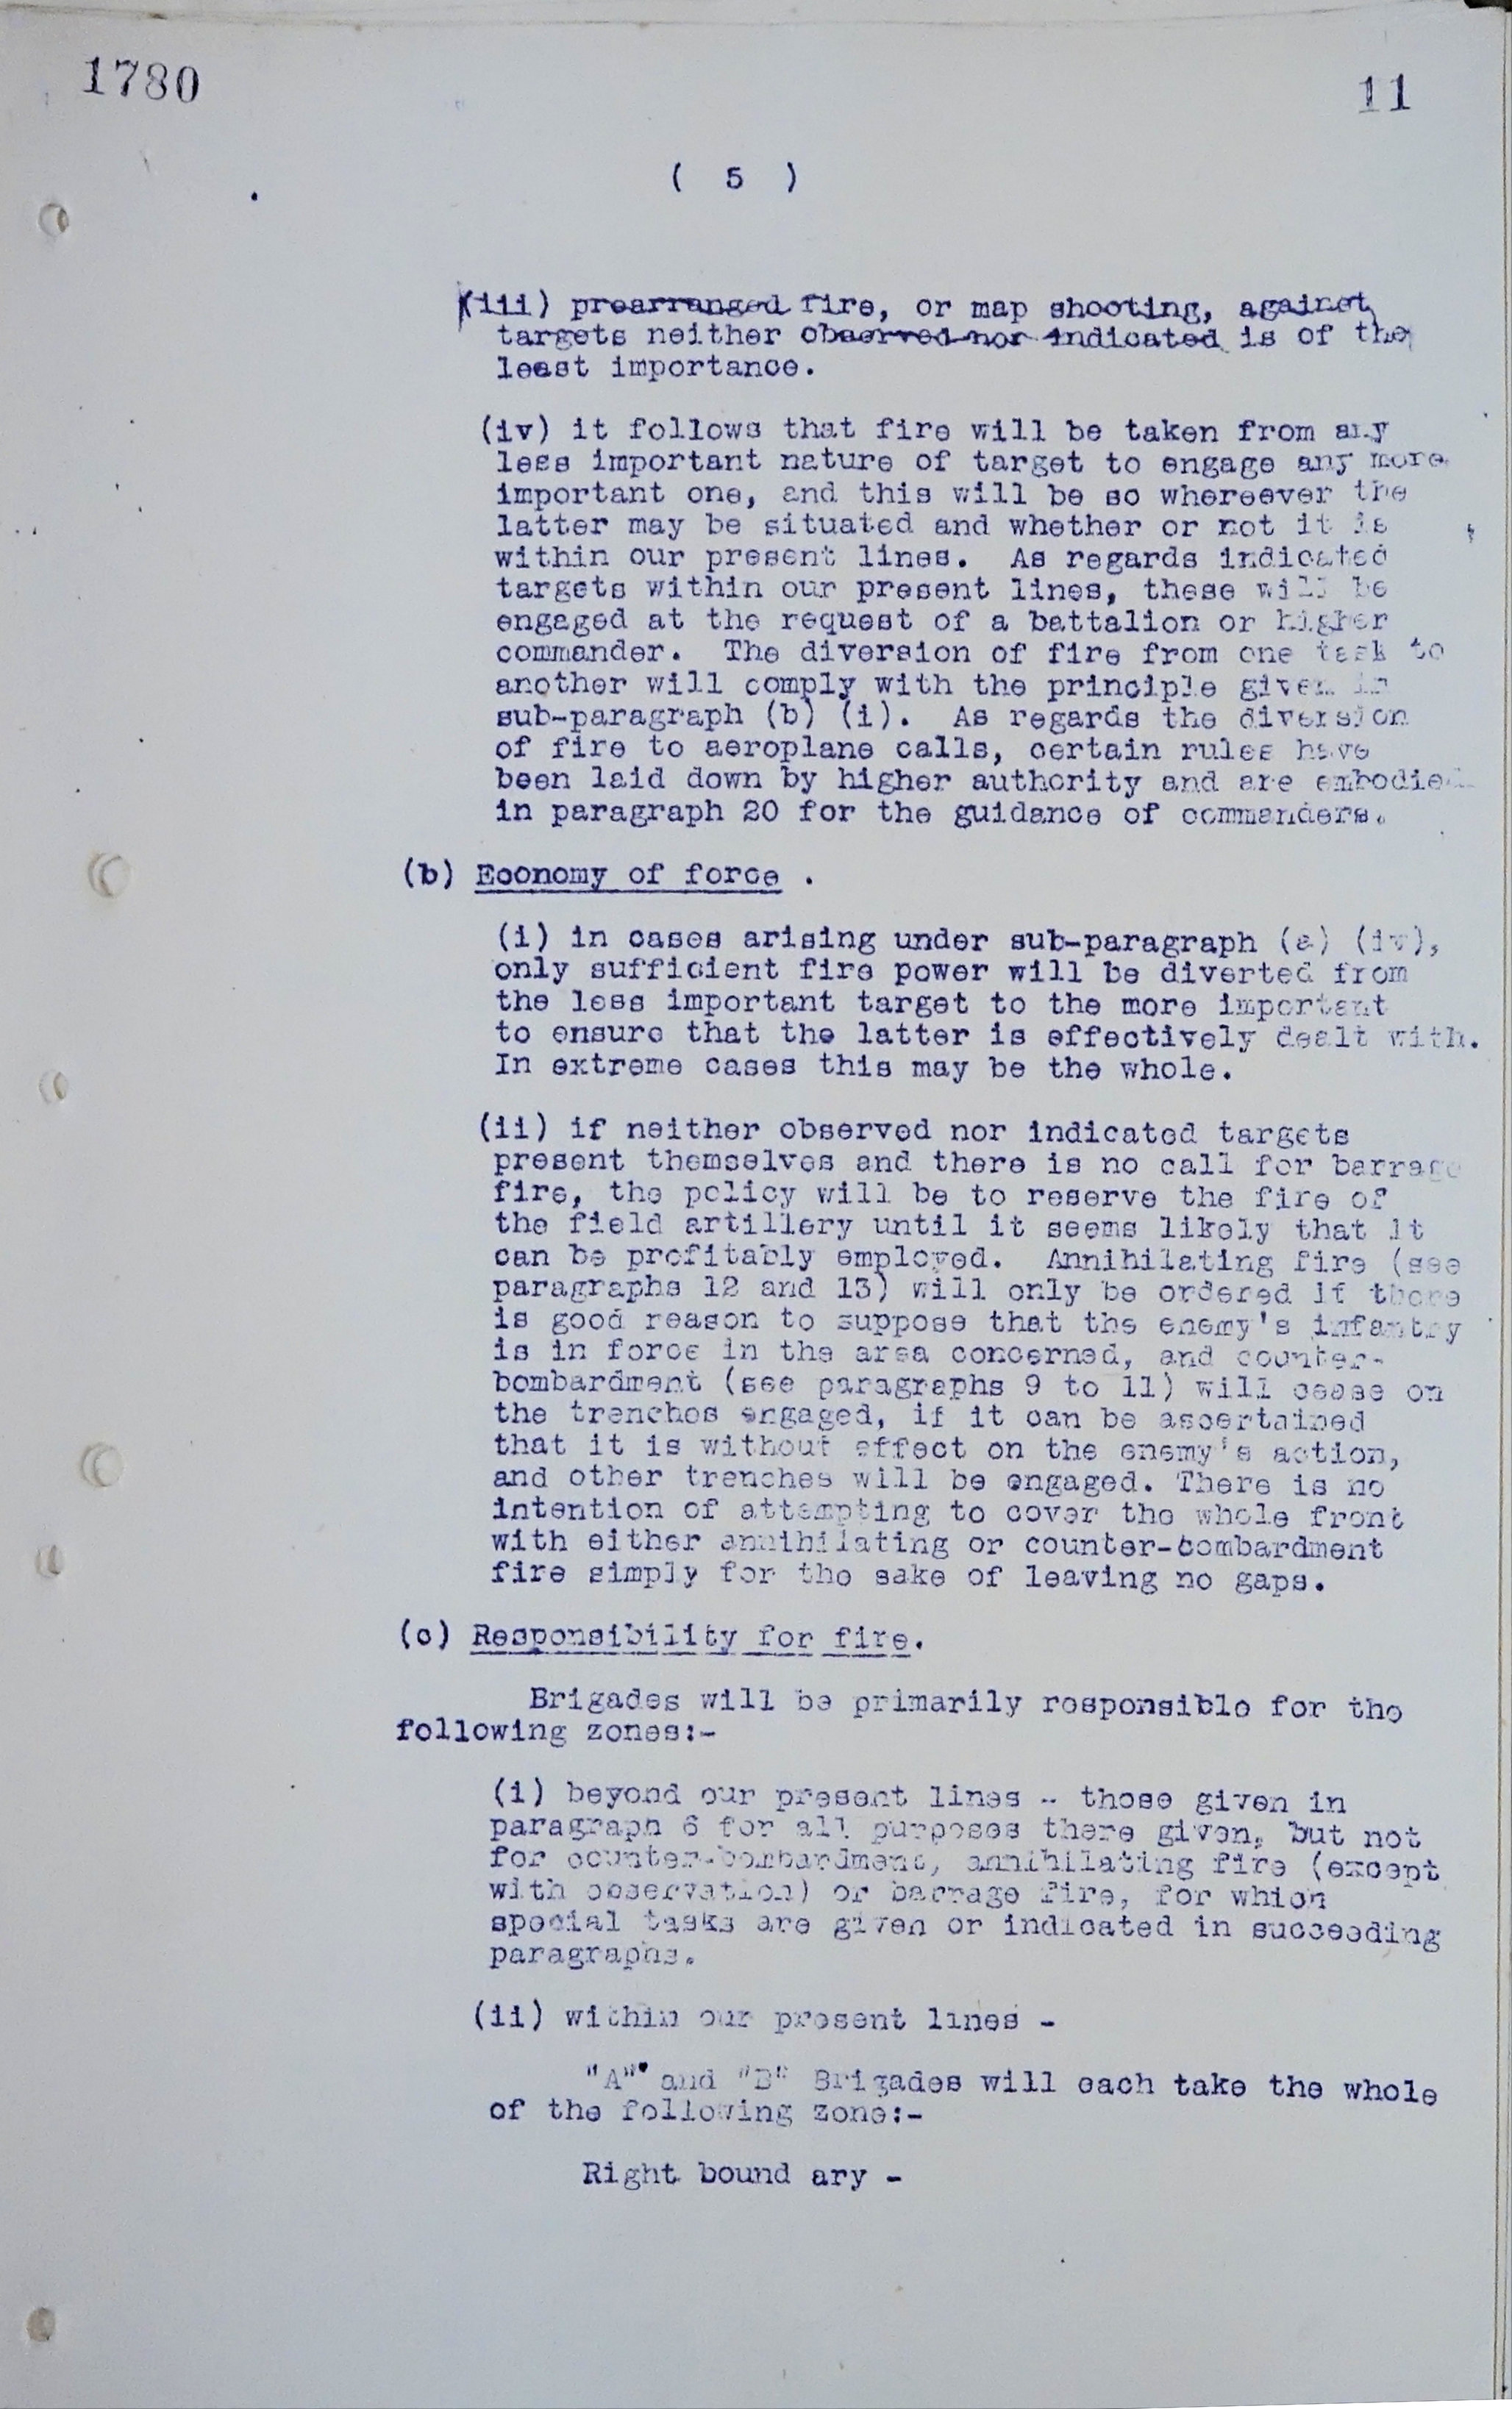 1780
11
( 5 )
(iii) prearranged fire, or map shooting, against
targets neither observed nor indicated is of the
least importance.
(iv) it follows that fire will be taken from any
less important nature of target to engage any more
important one, and this will be so whereever the
latter may be situated and whether or not it is
within our present lines. As regards indicated
targets within our present lines, these will be
engaged at the request of a battalion or higher
commander. The diversion of fire from one task to
another will comply with the principle given in
sub-paragraph (b) (i). As regards the diversion
of fire to aeroplane calls, certain rules have
been laid down by higher authority and are embodied
in paragraph 20 for the guidance of commanders.
(b) Economy of force .
(i) in cases arising under sub-paragraph (a) (iv),
only sufficient fire power will be diverted from
the less important target to the more important
to ensure that the latter is effectively dealt with.
In extreme cases this may be the whole.
(ii) if neither observed nor indicated targets
present themselves and there is no call for barrage
fire, the policy will be to reserve the fire of
the field artillery until it seems likely that it
can be profitably employed. Annihilating fire (see
paragraphs 12 and 13) will only be ordered if there
is good reason to suppose that the enemy's infantry
is in force in the area concerned, and counter-
bombardment (see paragraphs 9 to 11) will cease on
the trenches engaged, if it can be ascertained
that it is without effect on the enemy's action,
and other trenches will be engaged. There is no
intention of attempting to cover the whole front
with either annihilating or counter-bombardment
fire simply for the sake of leaving no gaps.
(c) Responsibility for fire.
Brigades will be primarily responsible for the
following zones:-
(i) beyond our present lines - those given in
paragraph 6 for all purposes there given, but not
for counter-bombardment, annihilating fire (except
with observation) or barrage fire, for which
special tasks are given or indicated in succeeding
paragraphs.
(ii) within our present lines -
"A" and "B" Brigades will each take the whole
of the following zone:-
Right bound ary -